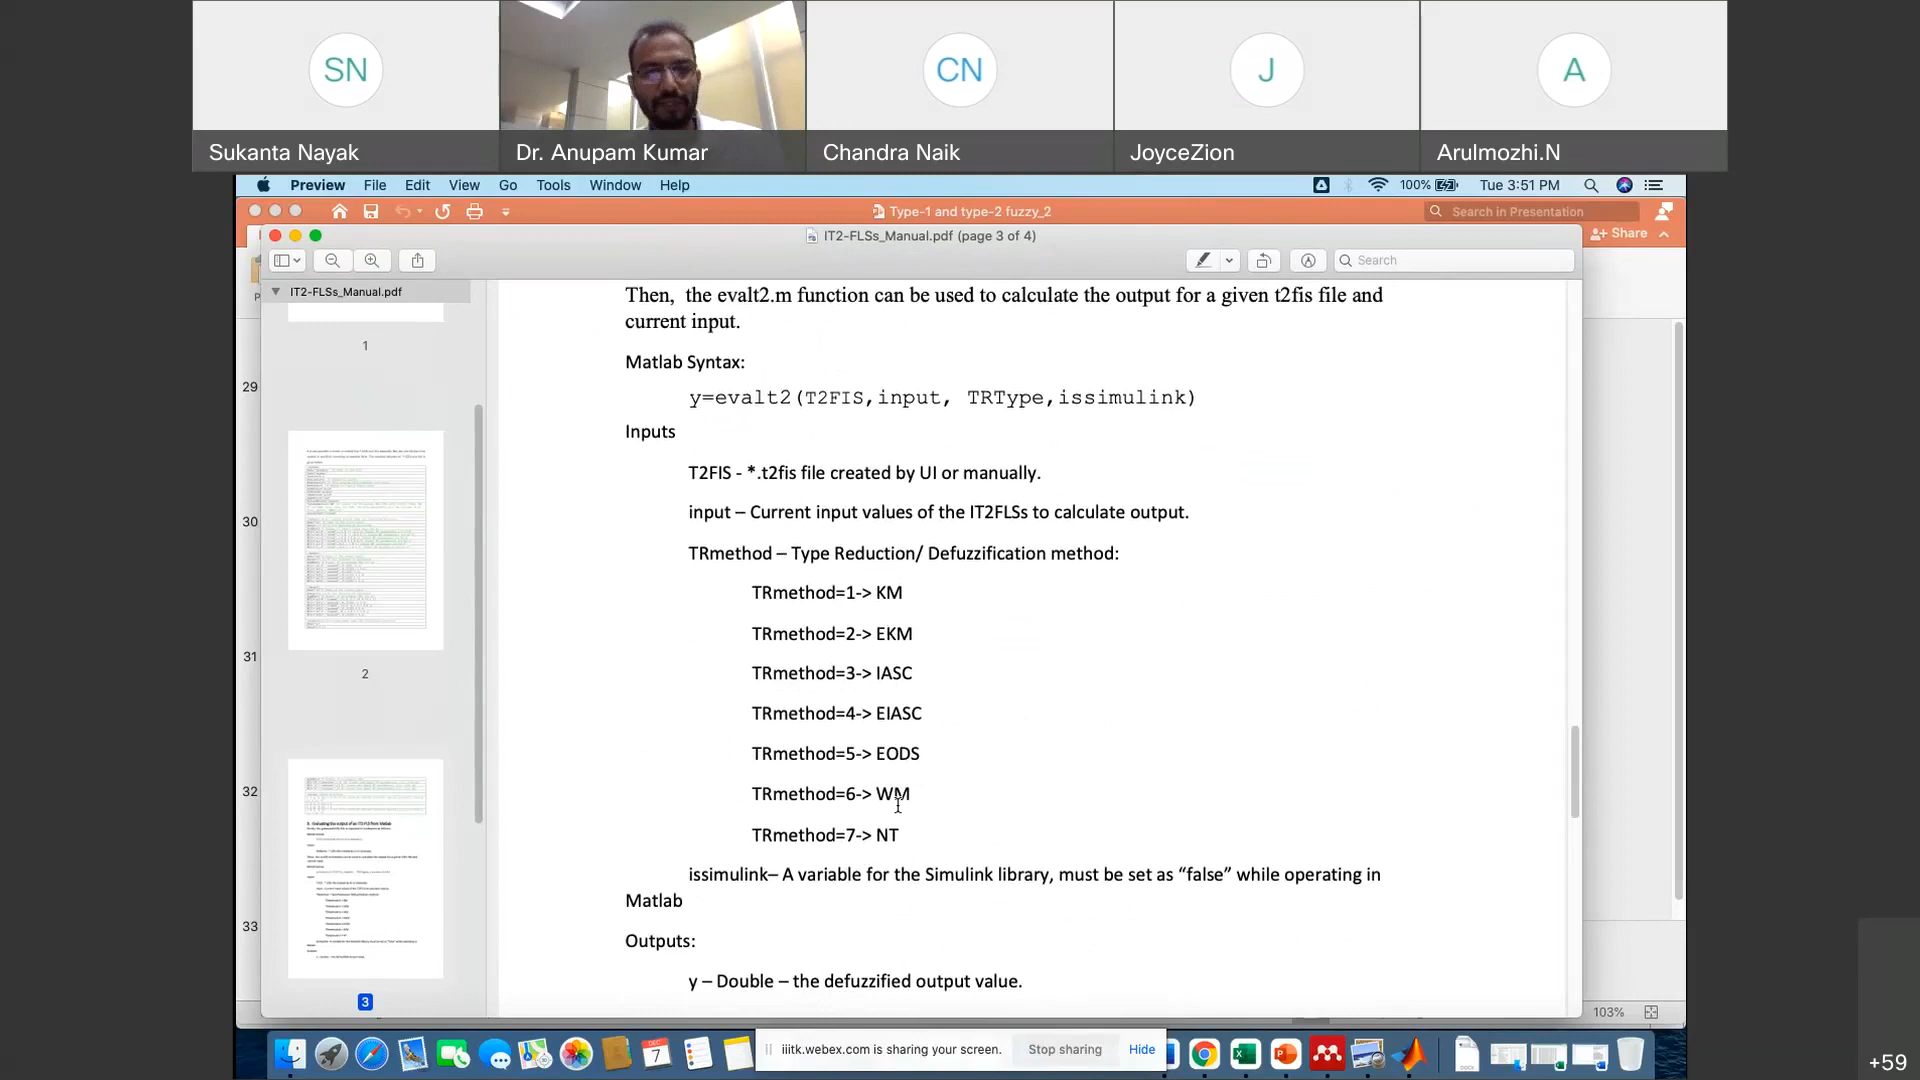 SN
CN
J
A
Sukanta Nayak
Dr. Anupam Kumar
Chandra Naik
JoyceZion
Arulmozhi.N
Preview File Edit View Go Tools Window Help
100% Tue 3:51 PM
Type-1 and type-2 fuzzy_2
Search in Presentation
IT2-FLSs_Manual.pdf (page 3 of 4)
Share
Search
IT2-FLSs_Manual.pdf
1
2
3
29
30
31
32
33
Then, the evalt2.m function can be used to calculate the output for a given t2fis file and
current input.
Matlab Syntax:
y=evalt2(T2FIS,input, TRType,issimulink)
Inputs
T2FIS - *.t2fis file created by UI or manually.
input – Current input values of the IT2FLSs to calculate output.
TRmethod – Type Reduction/ Defuzzification method:
TRmethod=1-> KM
TRmethod=2-> EKM
TRmethod=3-> IASC
TRmethod=4-> EIASC
TRmethod=5-> EODS
TRmethod=6-> WM
TRmethod=7-> NT
issimulink– A variable for the Simulink library, must be set as “false” while operating in
Matlab
Outputs:
y – Double – the defuzzified output value.
103%
DEC
7
iiitk.webex.com is sharing your screen.
Stop sharing
Hide
+59